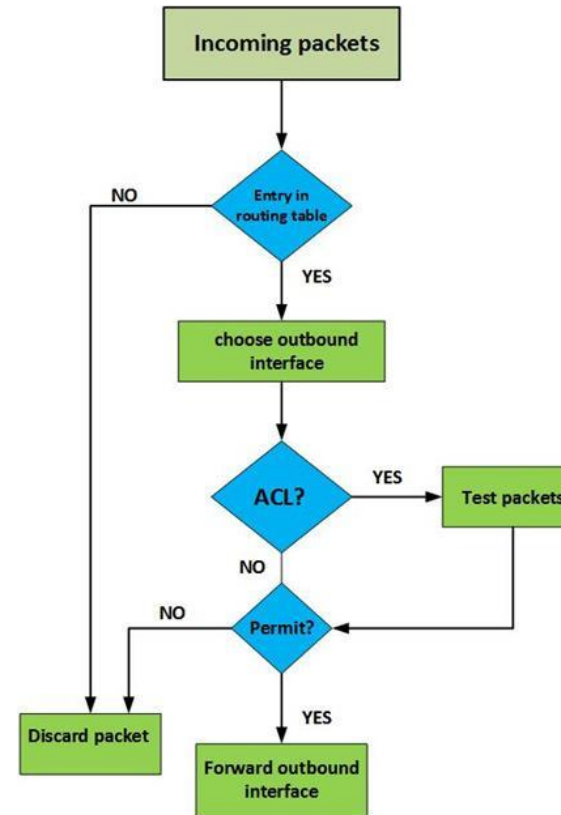 Incoming packets
NO
Entry in
routing table
YES
choose outbound
interface
ACL?
YES
Test packets
NO
NO
Permit?
YES
Discard packet
Forward outbound
interface